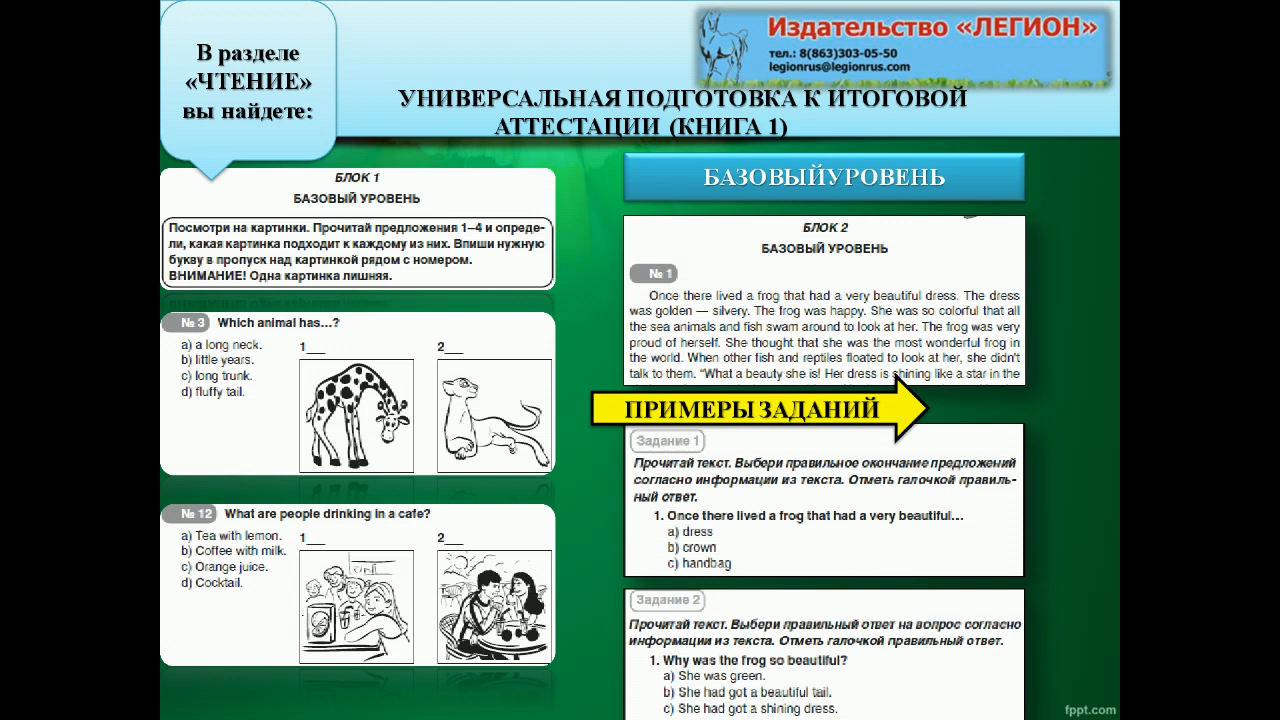 В разделе
«ЧТЕНИЕ»
вы найдете:
Издательство «ЛЕГИОН»
тел.: 8(863)303-05-50
legionrus@legionrus.com
УНИВЕРСАЛЬНАЯ ПОДГОТОВКА К ИТОГОВОЙ
АТТЕСТАЦИИ (КНИГА 1)
БЛОК 1
БАЗОВЫЙ УРОВЕНЬ
Посмотри на картинки. Прочитай предложения 1–4 и опреде-
ли, какая картинка подходит к каждому из них. Впиши нужную
букву в пропуск над картинкой рядом с номером.
ВНИМАНИЕ! Одна картинка лишняя.
№ 3 Which animal has…?
a) a long neck.
b) little years.
c) long trunk.
d) fluffy tail.
1___ 2___
№ 12 What are people drinking in a cafe?
a) Tea with lemon.
b) Coffee with milk.
c) Orange juice.
d) Cocktail.
1___ 2___
БАЗОВЫЙУРОВЕНЬ
БЛОК 2
БАЗОВЫЙ УРОВЕНЬ
№ 1
Once there lived a frog that had a very beautiful dress. The dress
was golden — silvery. The frog was happy. She was so colorful that all
the sea animals and fish swam around to look at her. The frog was very
proud of herself. She thought that she was the most wonderful frog in
the world. When other fish and reptiles floated to look at her, she didn't
talk to them. “What a beauty she is! Her dress is shining like a star in the
ПРИМЕРЫ ЗАДАНИЙ
Задание 1
Прочитай текст. Выбери правильное окончание предложений
согласно информации из текста. Отметь галочкой правиль-
ный ответ.
1. Once there lived a frog that had a very beautiful…
a) dress
b) crown
c) handbag
Задание 2
Прочитай текст. Выбери правильный ответ на вопрос согласно
информации из текста. Отметь галочкой правильный ответ.
1. Why was the frog so beautiful?
a) She was green.
b) She had got a beautiful tail.
c) She had got a shining dress.
fppt.com